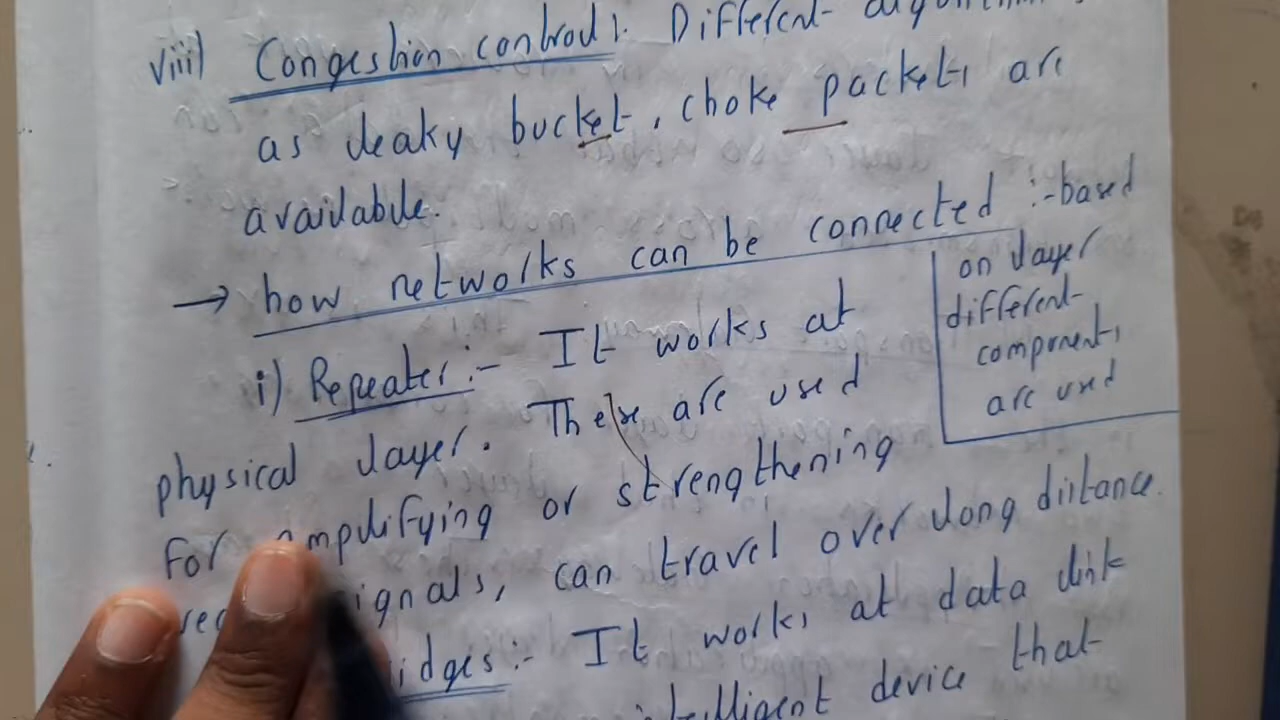 viii) Congestion control:- Different
as leaky bucket, choke packets are
available.
→ how networks can be connected :- based
on layer
different
components
are used
i) Repeater :- It works at
physical layer. These are used
For amplifying or strengthening
signals, can travel over long distance.
:- It works at data link
device that